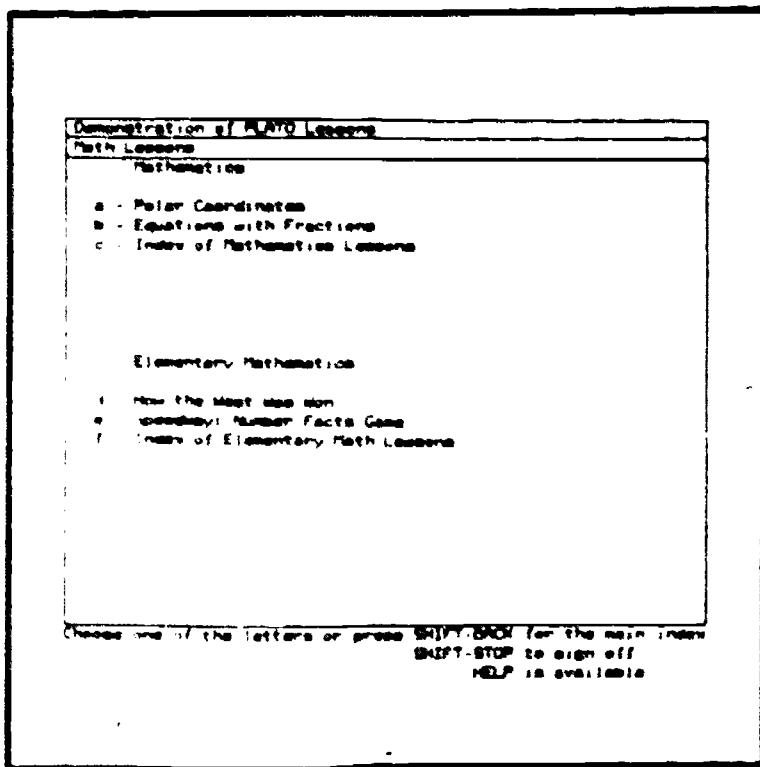 Demonstration of PLATO Lessons
Math Lessons
Mathematics
a - Polar Coordinates
b - Equations with Fractions
c - Index of Mathematics Lessons
Elementary Mathematics
How the West Was Won
e Speedway: Number Facts Game
f Index of Elementary Math Lessons
Choose one of the letters or press SHIFT-BACK for the main index
SHIFT-STOP to sign off
HELP is available